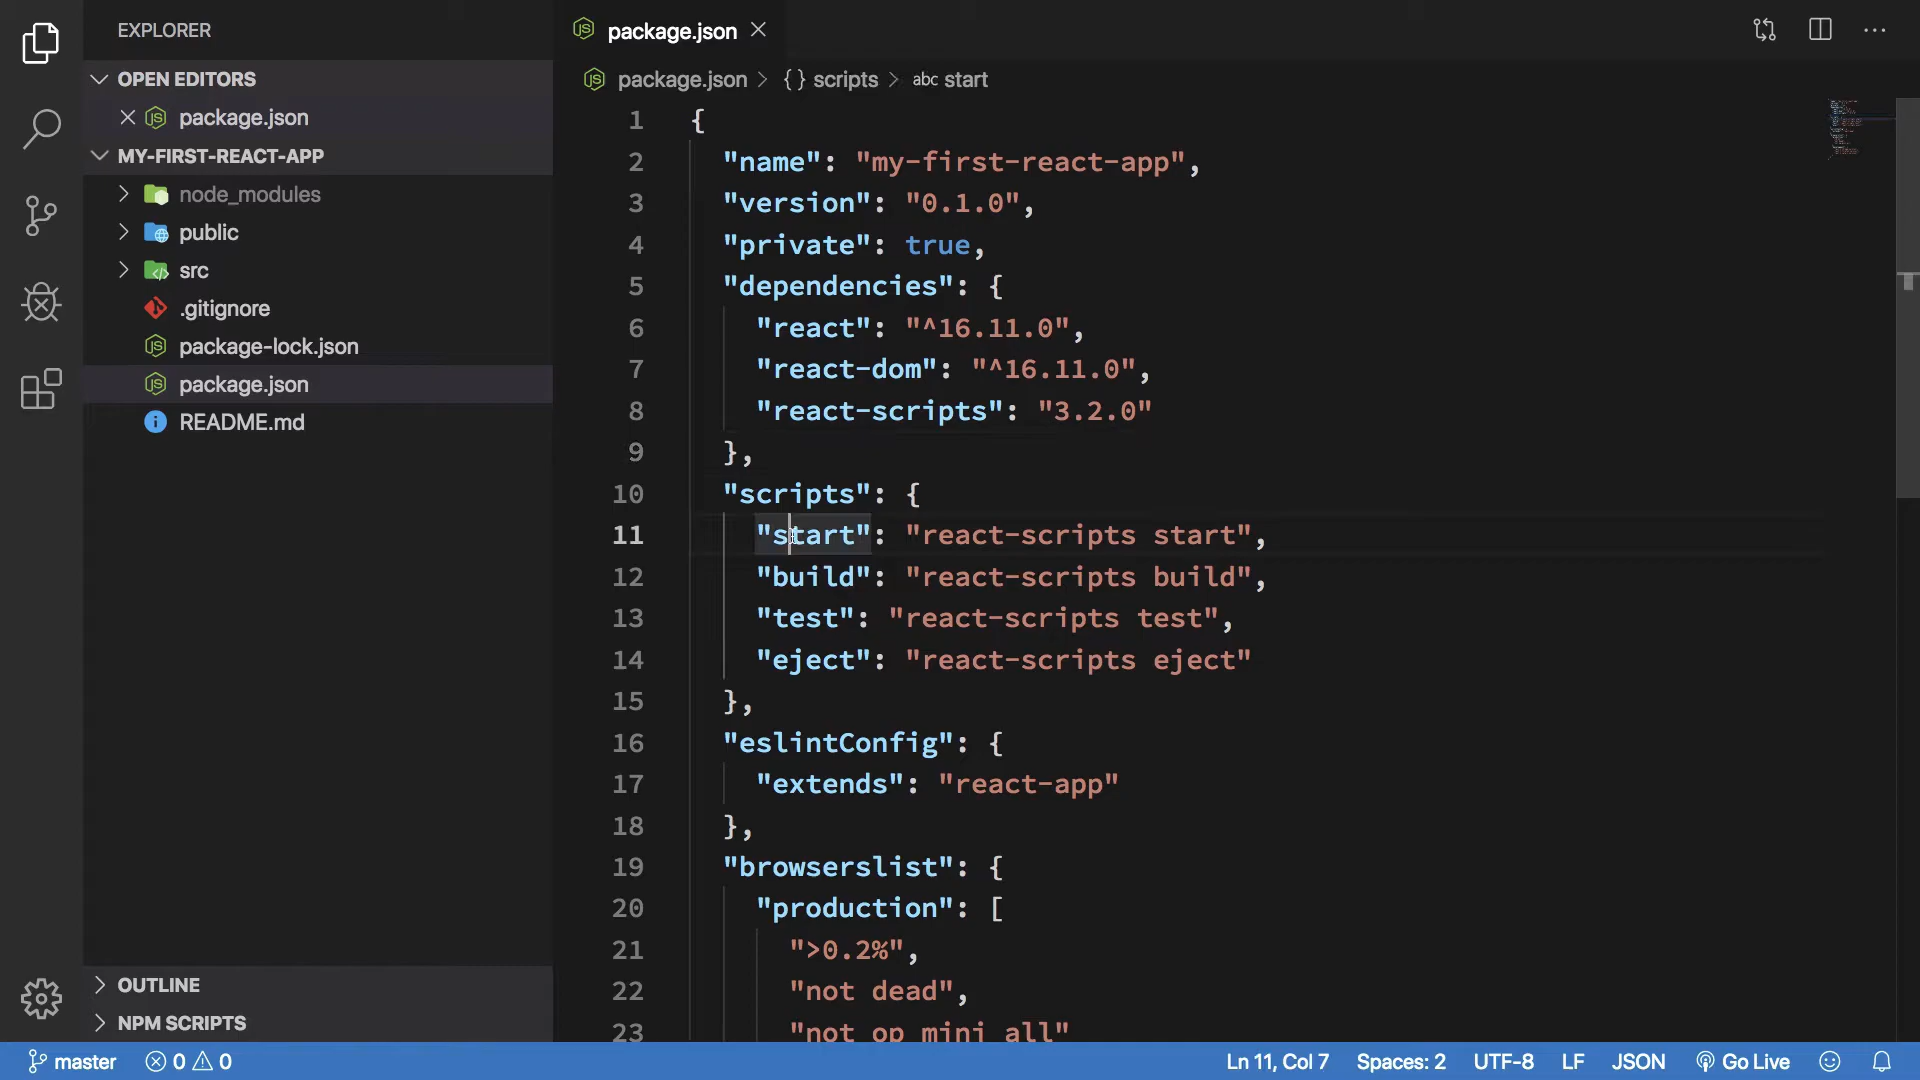 EXPLORER
OPEN EDITORS
package.json
MY-FIRST-REACT-APP
node_modules
public
src
.gitignore
package-lock.json
package.json
README.md
OUTLINE
NPM SCRIPTS
package.json
package.json > {} scripts > abc start
1 {
2 "name": "my-first-react-app",
3 "version": "0.1.0",
4 "private": true,
5 "dependencies": {
6 "react": "^16.11.0",
7 "react-dom": "^16.11.0",
8 "react-scripts": "3.2.0"
9 },
10 "scripts": {
11 "start": "react-scripts start",
12 "build": "react-scripts build",
13 "test": "react-scripts test",
14 "eject": "react-scripts eject"
15 },
16 "eslintConfig": {
17 "extends": "react-app"
18 },
19 "browserslist": {
20 "production": [
21 ">0.2%",
22 "not dead",
23 "not op_mini all"
master 0 0 Ln 11, Col 7 Spaces: 2 UTF-8 LF JSON Go Live